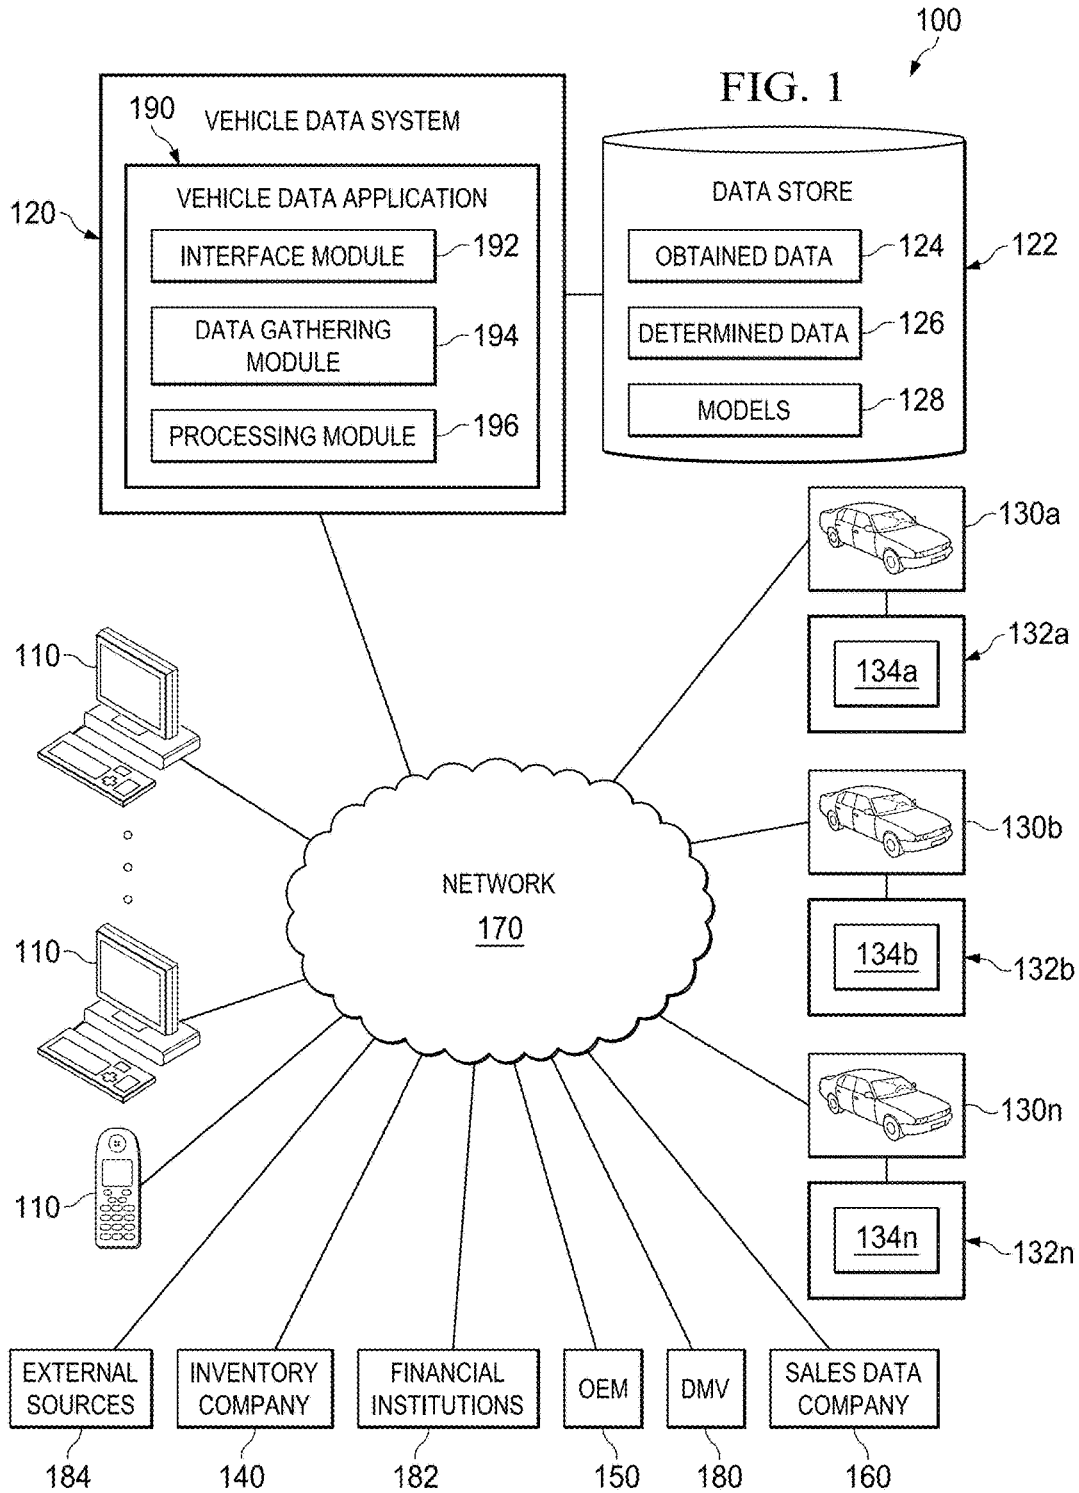 100
FIG. 1
190
VEHICLE DATA SYSTEM
VEHICLE DATA APPLICATION
120
INTERFACE MODULE
192
DATA GATHERING
MODULE
194
PROCESSING MODULE
196
DATA STORE
OBTAINED DATA
124
122
DETERMINED DATA
126
MODELS
128
130a
132a
134a
110
130b
NETWORK
170
134b
132b
110
130n
110
134n
132n
EXTERNAL
SOURCES
INVENTORY
COMPANY
FINANCIAL
INSTITUTIONS
OEM
DMV
SALES DATA
COMPANY
184
140
182
150
180
160